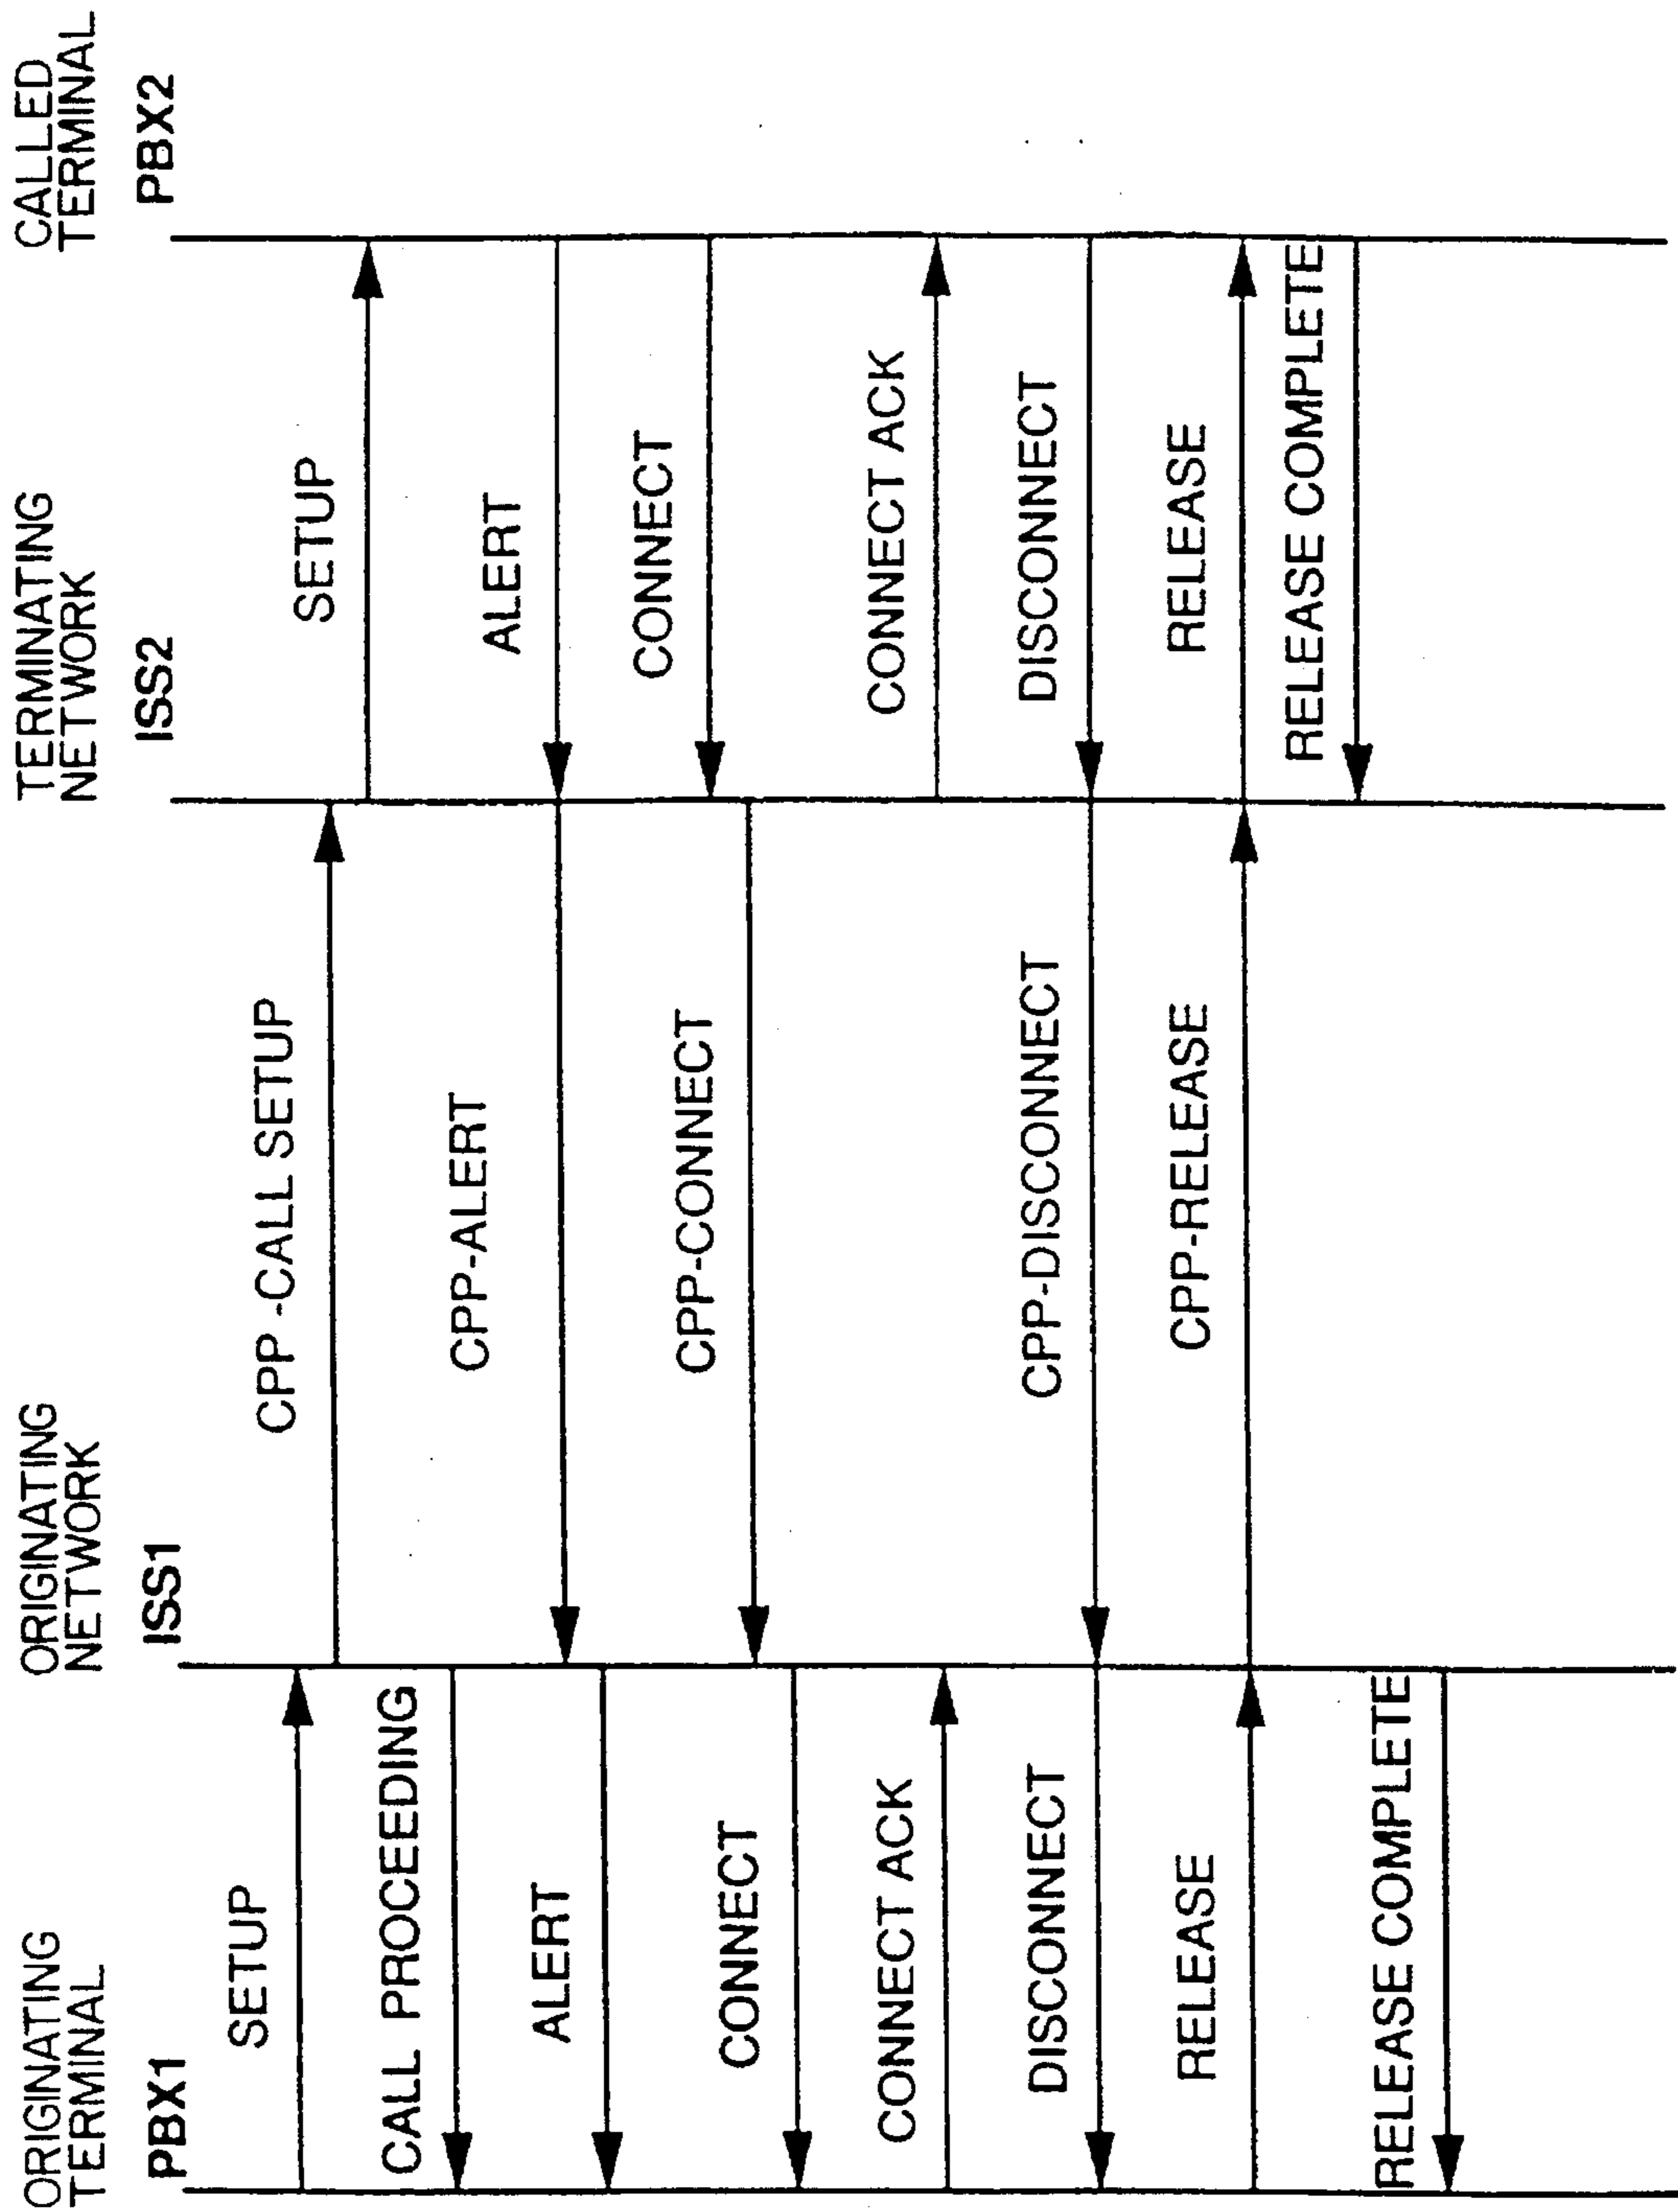 ORIGINATING
TERMINAL
PBX1
ORIGINATING
NETWORK
ISS1
TERMINATING
NETWORK
ISS2
CALLED
TERMINAL
PBX2
SETUP
CPP -CALL SETUP
SETUP
CALL PROCEEDING
CPP-ALERT
ALERT
ALERT
CONNECT
CPP-CONNECT
CONNECT
CONNECT ACK
CONNECT ACK
DISCONNECT
CPP-DISCONNECT
DISCONNECT
RELEASE
CPP-RELEASE
RELEASE
RELEASE COMPLETE
RELEASE COMPLETE